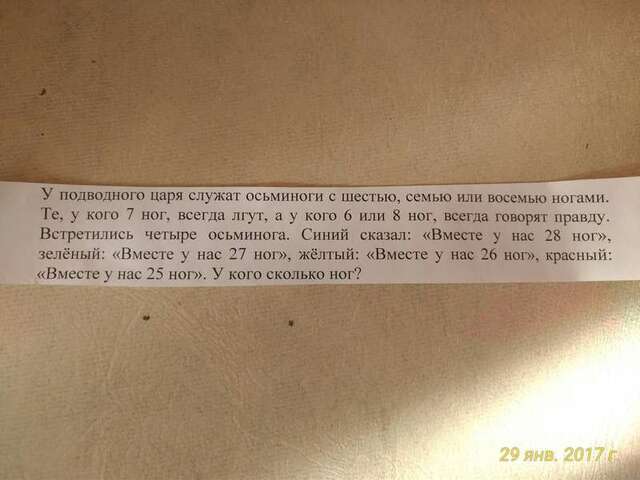 У подводного царя служат осьминоги с шестью, семью или восемью ногами.
Те, у кого 7 ног, всегда лгут, а у кого 6 или 8 ног, всегда говорят правду.
Встретились четыре осьминога. Синий сказал: «Вместе у нас 28 ног»,
зелёный: «Вместе у нас 27 ног», жёлтый: «Вместе у нас 26 ног», красный:
«Вместе у нас 25 ног». У кого сколько ног?
29 янв. 2017 г